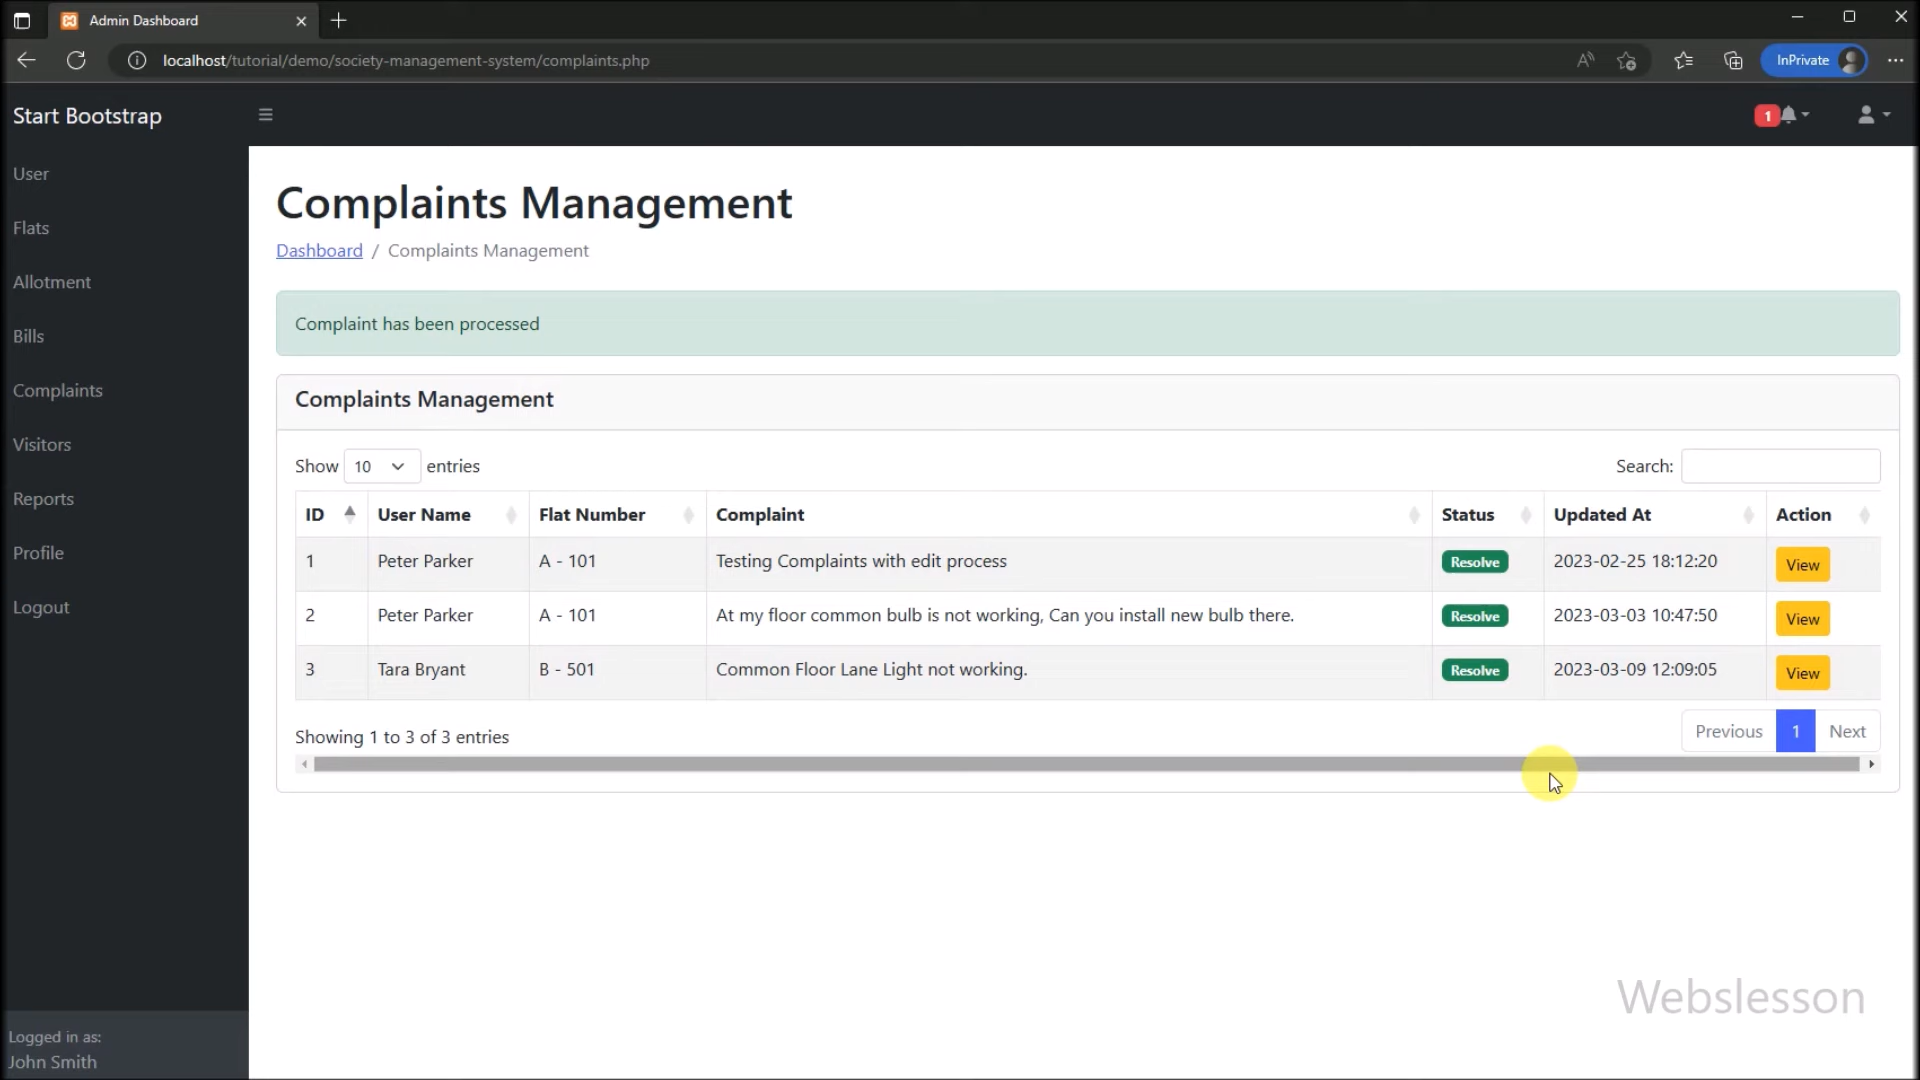 Admin Dashboard
localhost/tutorial/demo/society-management-system/complaints.php
InPrivate
Start Bootstrap
1
User
Flats
Allotment
Bills
Complaints
Visitors
Reports
Profile
Logout
Logged in as:
John Smith
Complaints Management
Dashboard / Complaints Management
Complaint has been processed
Complaints Management
Show 10 entries Search:
ID User Name Flat Number Complaint Status Updated At Action
1 Peter Parker A - 101 Testing Complaints with edit process Resolve 2023-02-25 18:12:20 View
2 Peter Parker A - 101 At my floor common bulb is not working, Can you install new bulb there. Resolve 2023-03-03 10:47:50 View
3 Tara Bryant B - 501 Common Floor Lane Light not working. Resolve 2023-03-09 12:09:05 View
Showing 1 to 3 of 3 entries Previous 1 Next
Webslesson